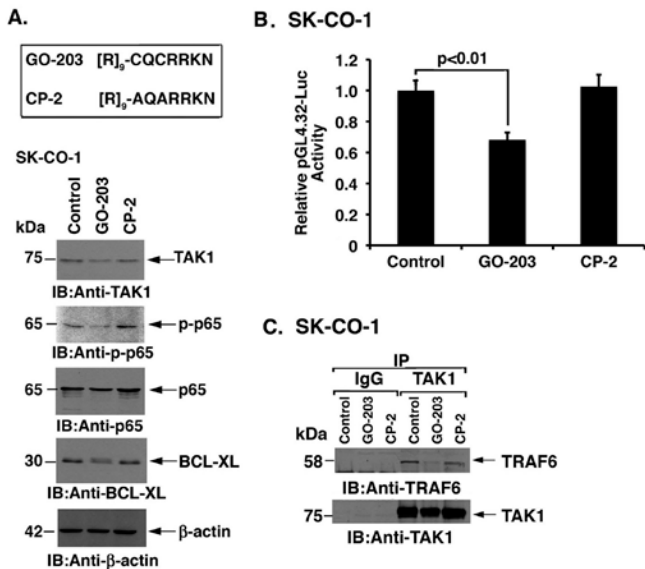 A.
GO-203 [R]9-CQCRRKN
CP-2 [R]9-AQARRKN
SK-CO-1
Control GO-203 CP-2
kDa
75 TAK1
IB:Anti-TAK1
65 p-p65
IB:Anti-p-p65
65 p65
IB:Anti-p65
30 BCL-XL
IB:Anti-BCL-XL
42 β-actin
IB:Anti-β-actin
B. SK-CO-1
Relative pGL4.32-Luc
Activity
1.2
1.0
0.8
0.6
0.4
0.2
0
p<0.01
Control GO-203 CP-2
C. SK-CO-1
IP
IgG TAK1
Control GO-203 CP-2 Control GO-203 CP-2
kDa
58 TRAF6
IB:Anti-TRAF6
75 TAK1
IB:Anti-TAK1